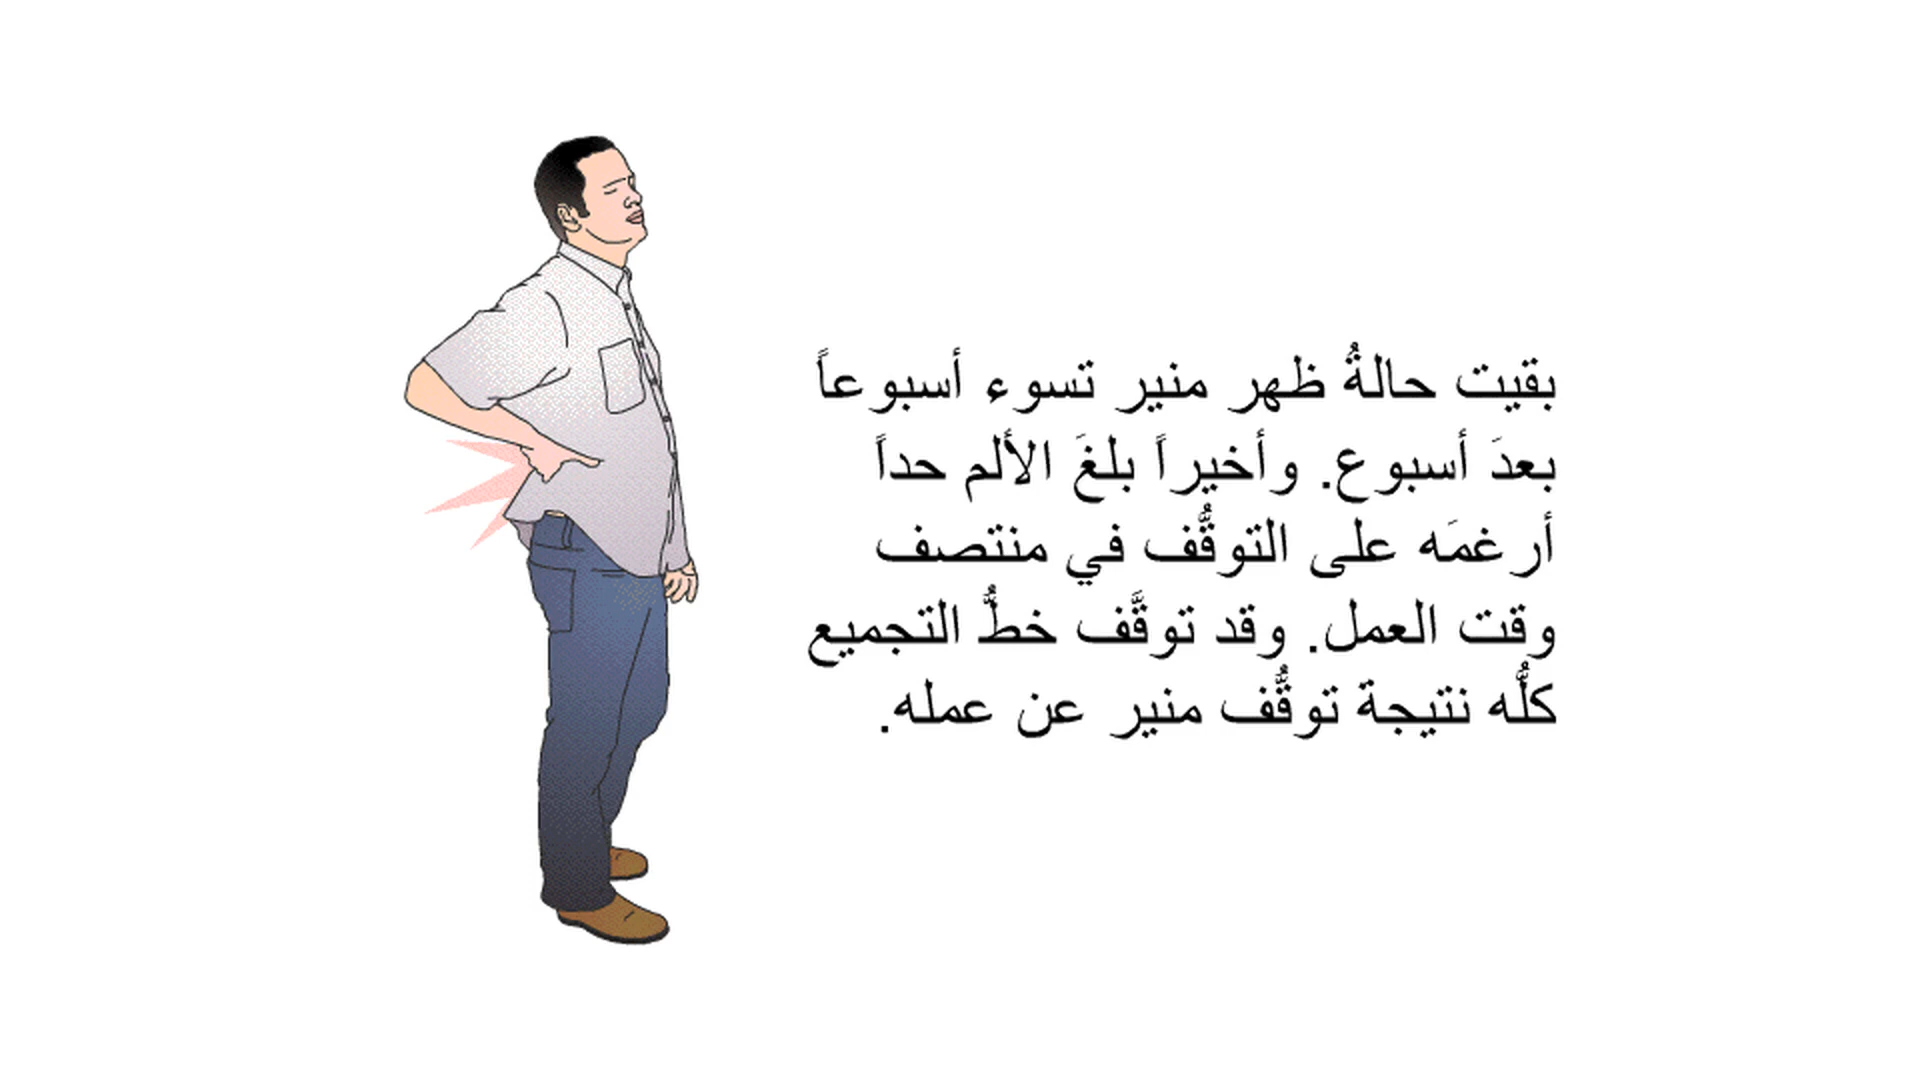 بقيت حالةُ ظهر منير تسوء أسبوعاً
بعدَ أسبوع. وأخيراً بلغَ الألم حداً
أرغمَه على التوقُّف في منتصف
وقت العمل. وقد توقَّف خطُّ التجميع
كلُّه نتيجة توقُّف منير عن عمله.